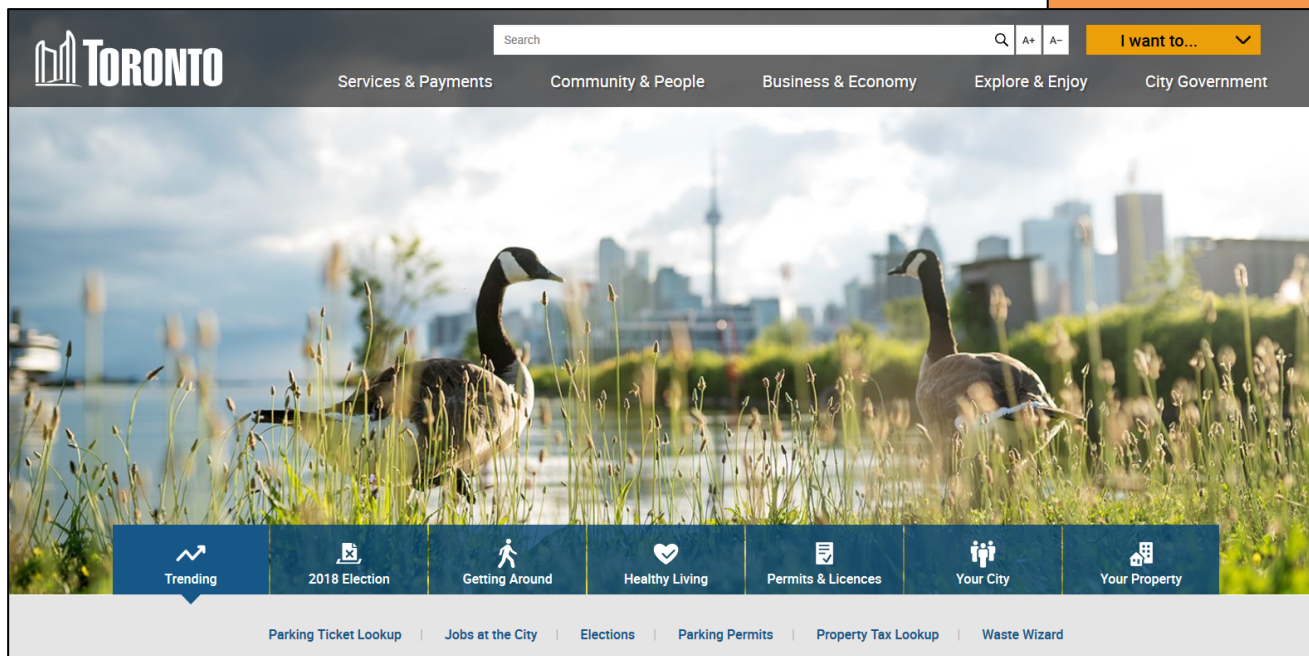 TORONTO
Search
A+ A-
I want to...
Services & Payments Community & People Business & Economy Explore & Enjoy City Government
Trending 2018 Election Getting Around Healthy Living Permits & Licences Your City Your Property
Parking Ticket Lookup | Jobs at the City | Elections | Parking Permits | Property Tax Lookup | Waste Wizard